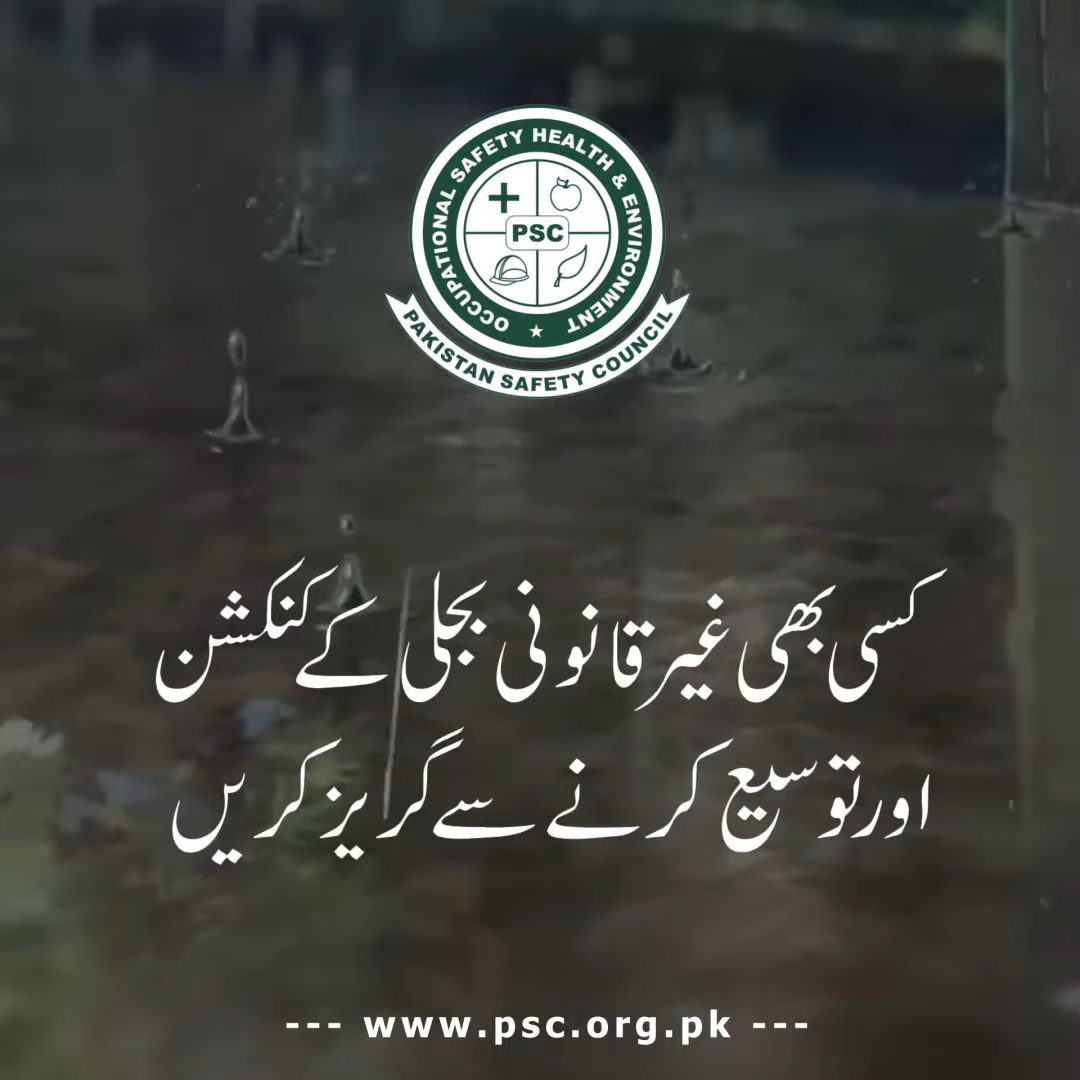 OCCUPATIONAL SAFETY HEALTH & ENVIRONMENT
PSC
PAKISTAN SAFETY COUNCIL
کسی بھی غیر قانونی بجلی کے کنکشن
اور توسیع کرنے سے گریز کریں
--- www.psc.org.pk ---